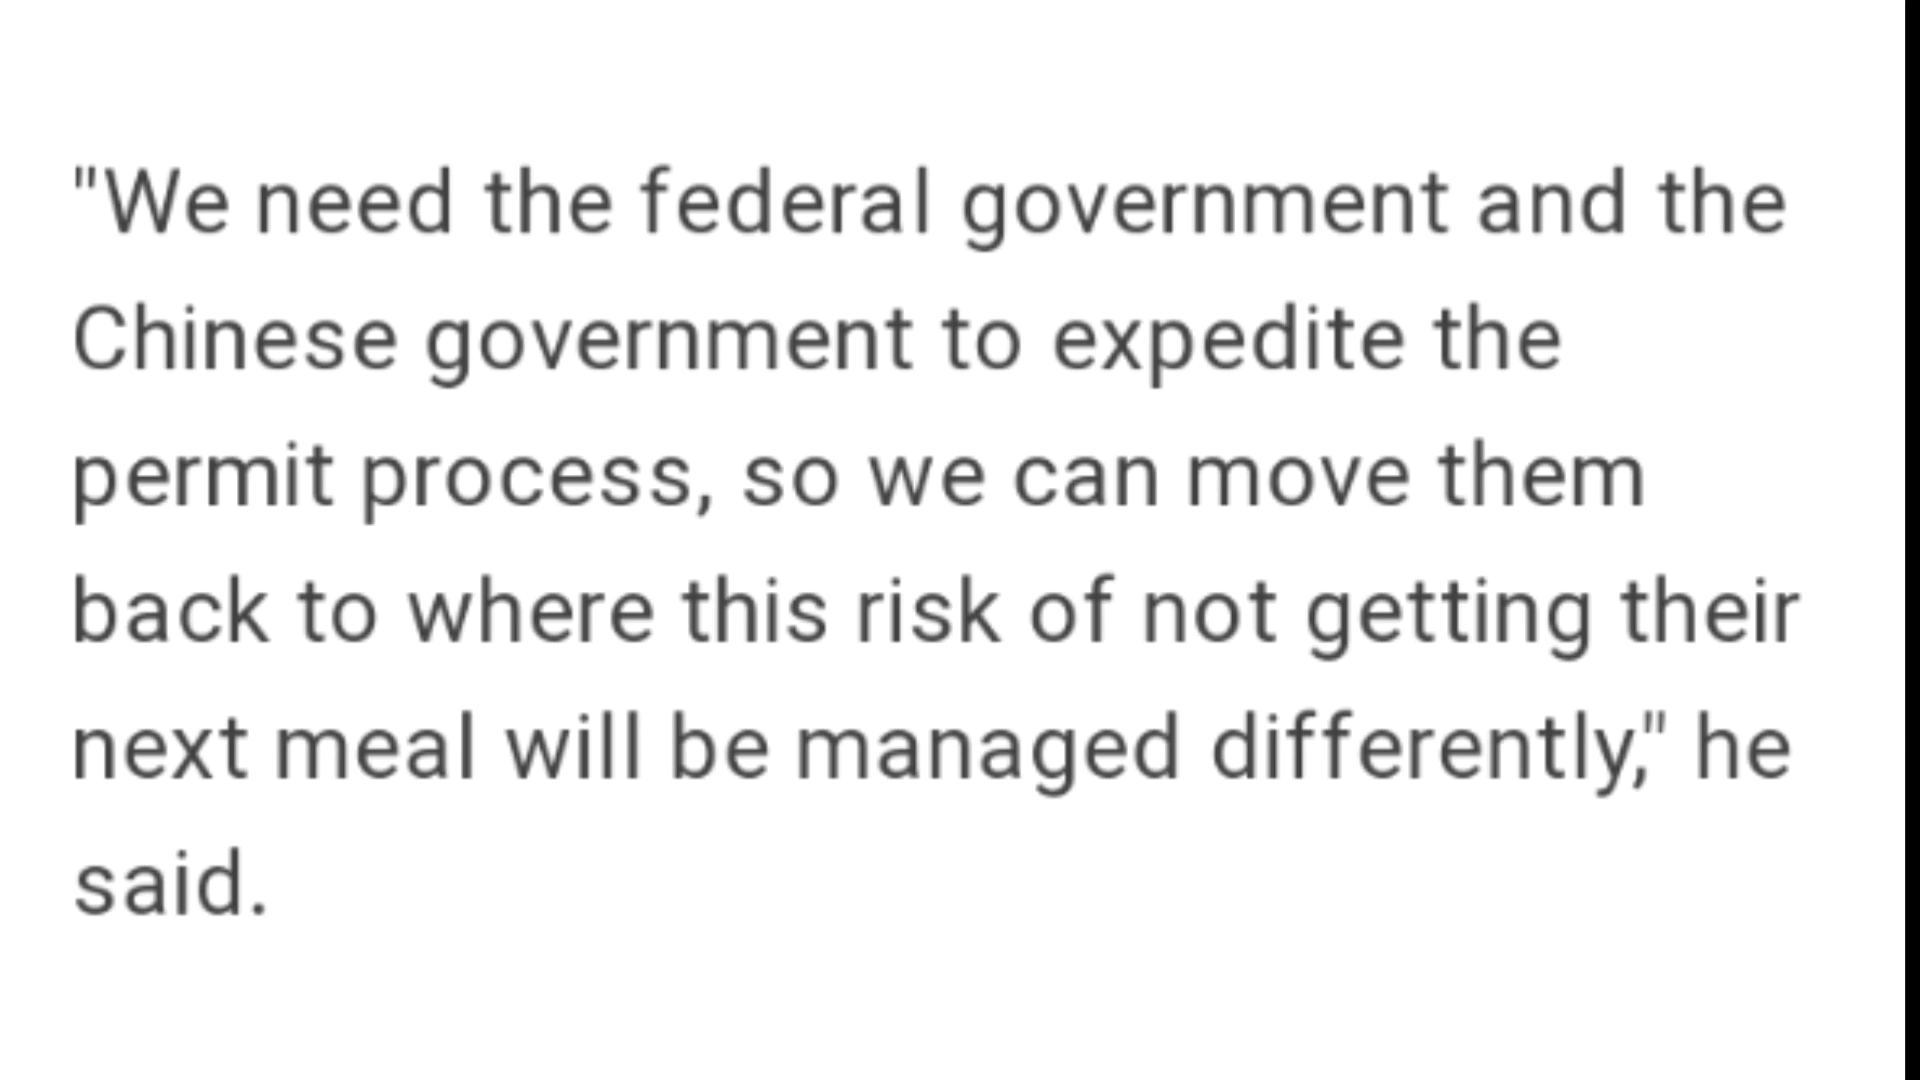 "We need the federal government and the
Chinese government to expedite the
permit process, so we can move them
back to where this risk of not getting their
next meal will be managed differently," he
said.